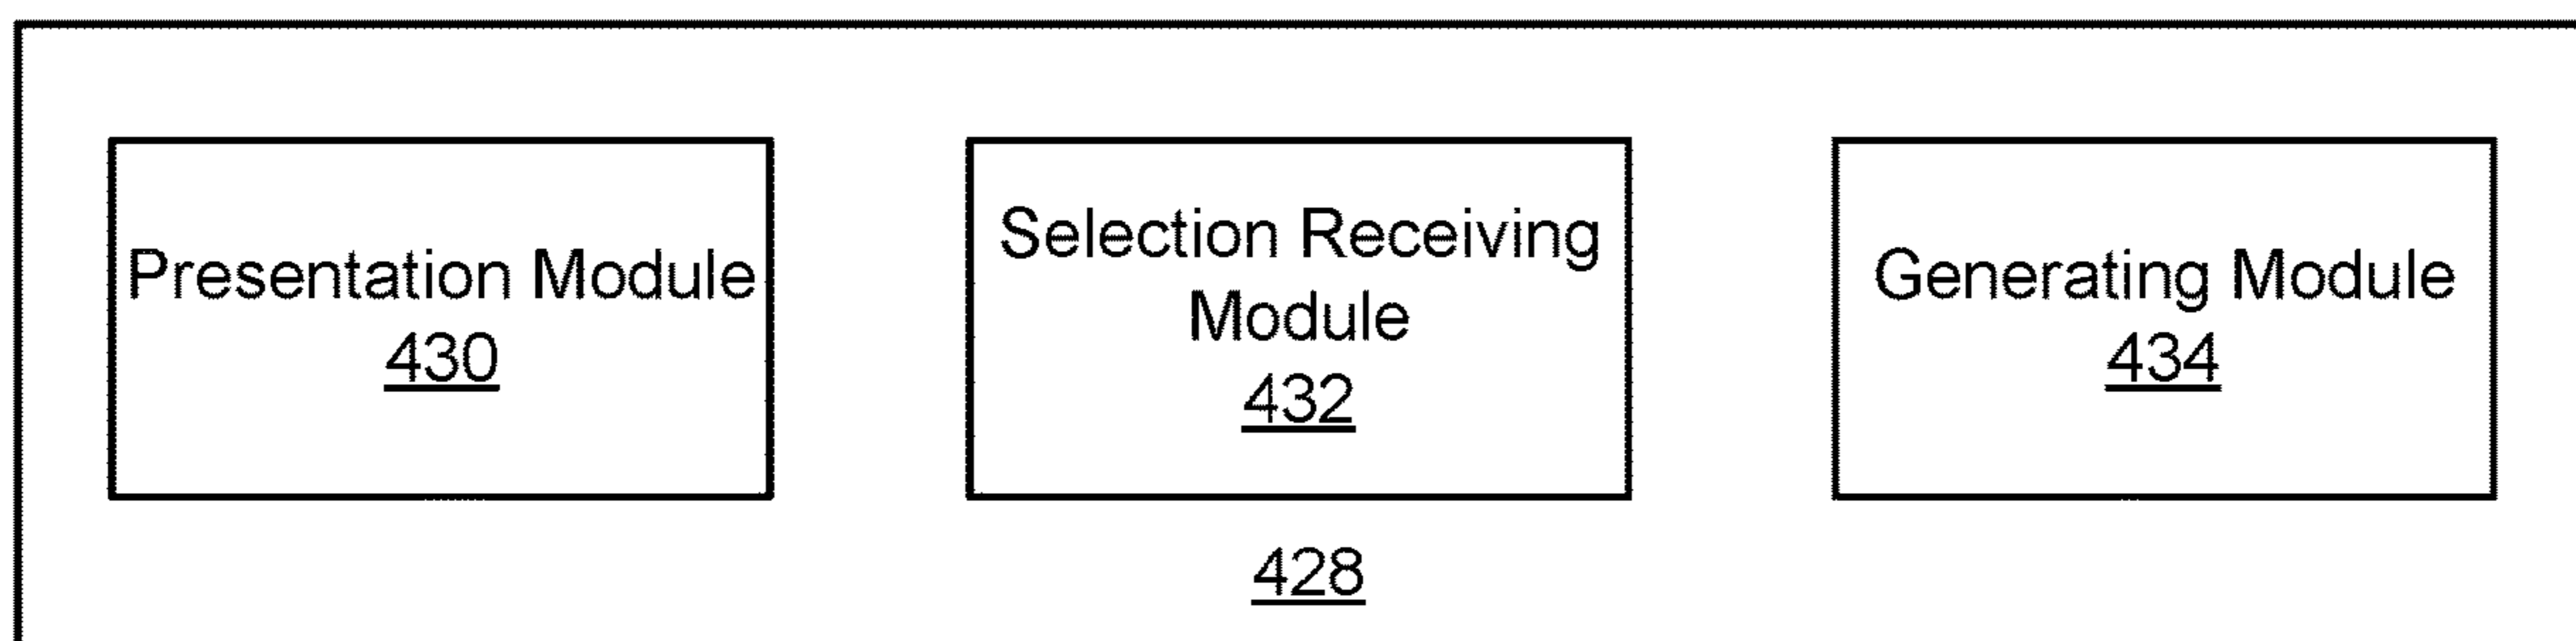 Presentation Module
430
Selection Receiving
Module
432
Generating Module
434
428